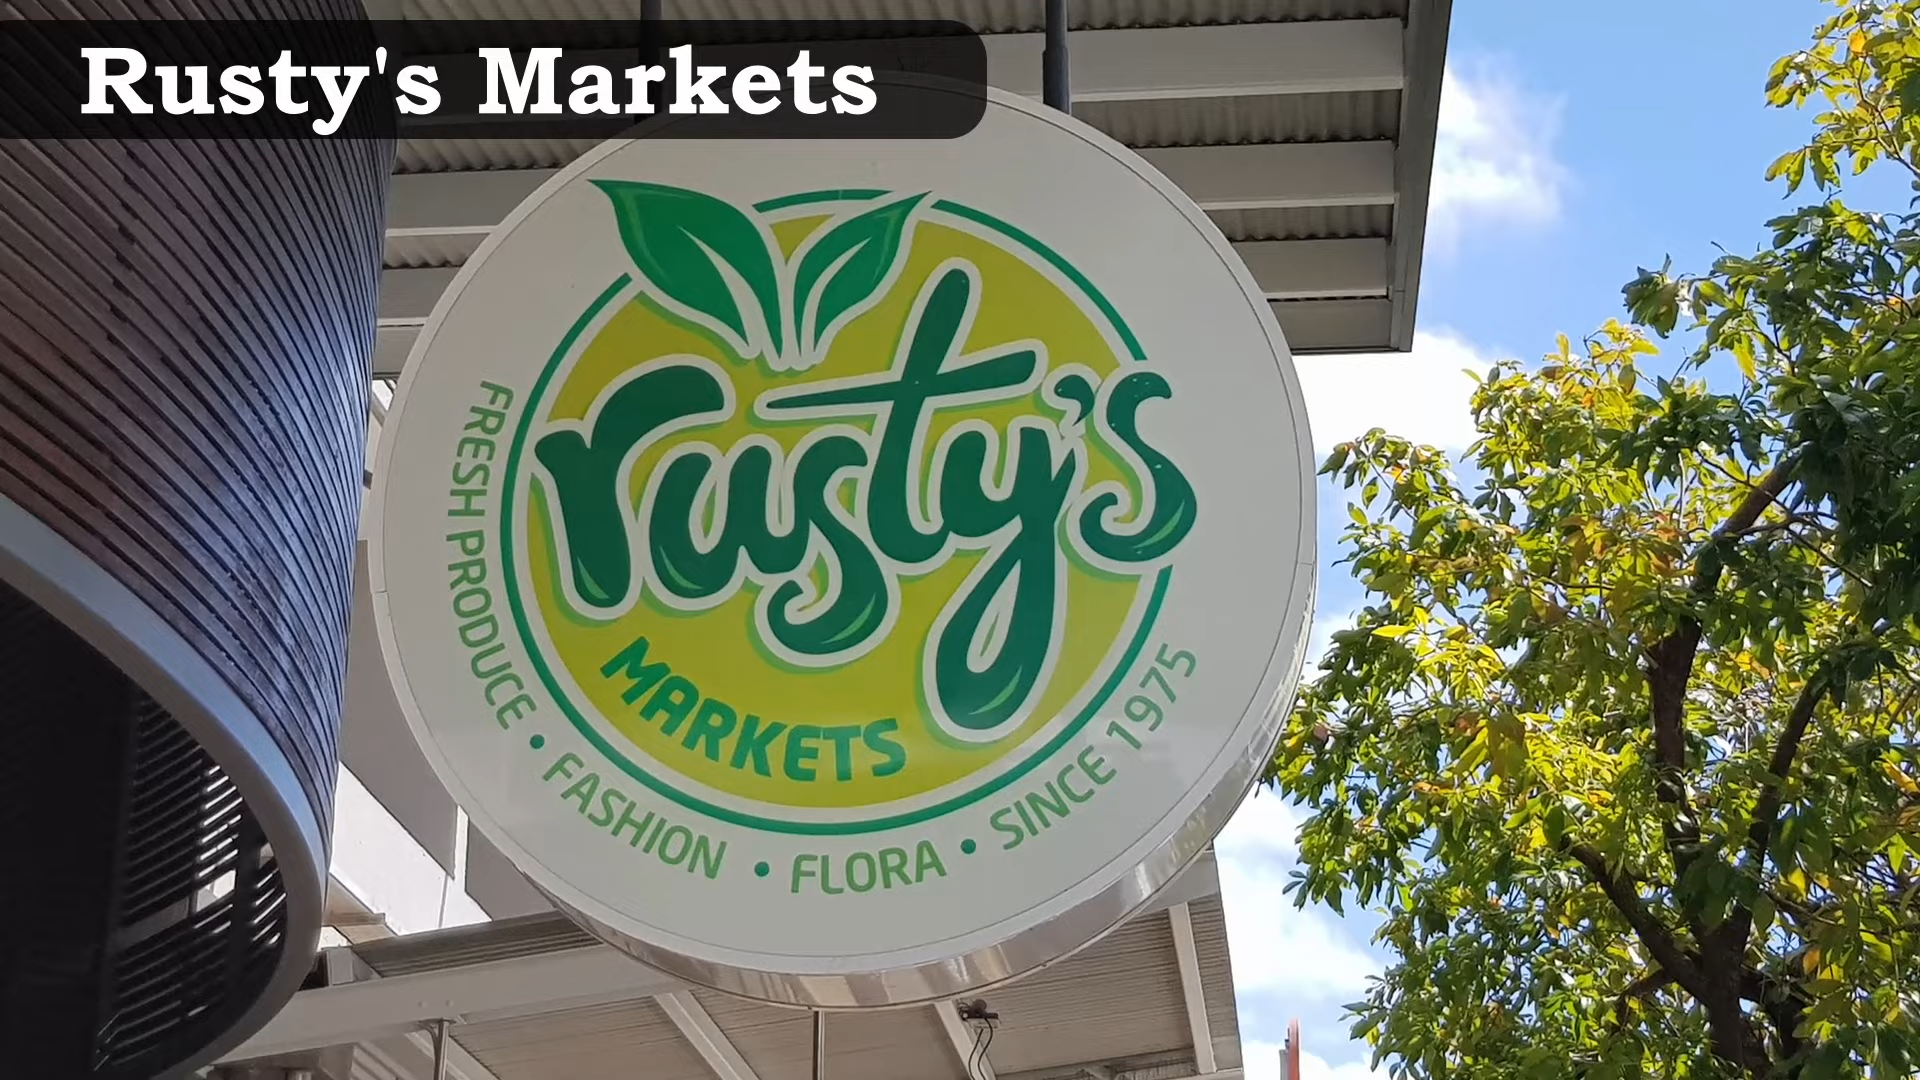 Rusty's Markets
rusty's
MARKETS
FRESH PRODUCE • FASHION • FLORA • SINCE 1975